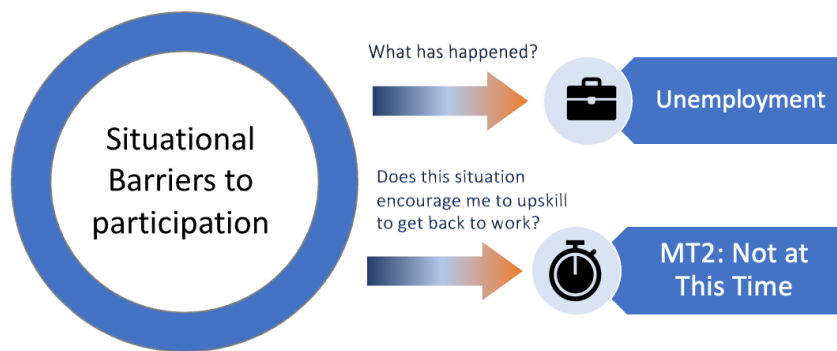 Situational
Barriers to
participation
What has happened?
Unemployment
Does this situation
encourage me to upskill
to get back to work?
MT2: Not at
This Time